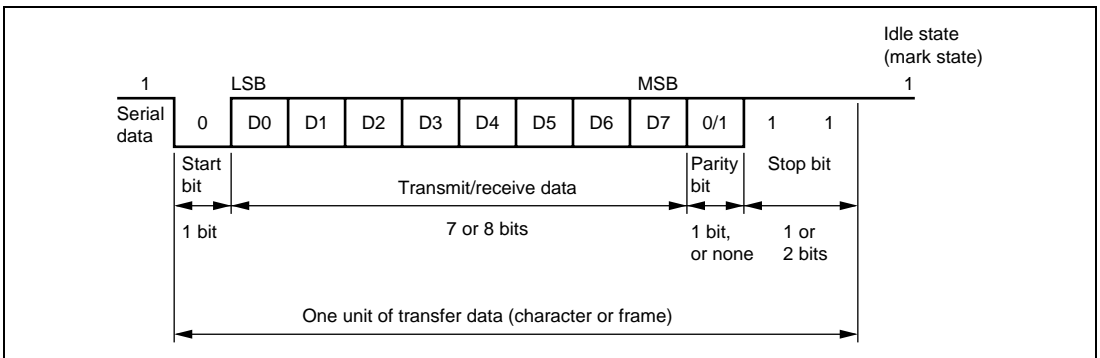 Idle state
(mark state)
1 LSB MSB 1
Serial
data
0 D0 D1 D2 D3 D4 D5 D6 D7 0/1 1 1
Start
bit
Transmit/receive data
Parity
bit
Stop bit
1 bit
7 or 8 bits
1 bit,
or none
1 or
2 bits
One unit of transfer data (character or frame)